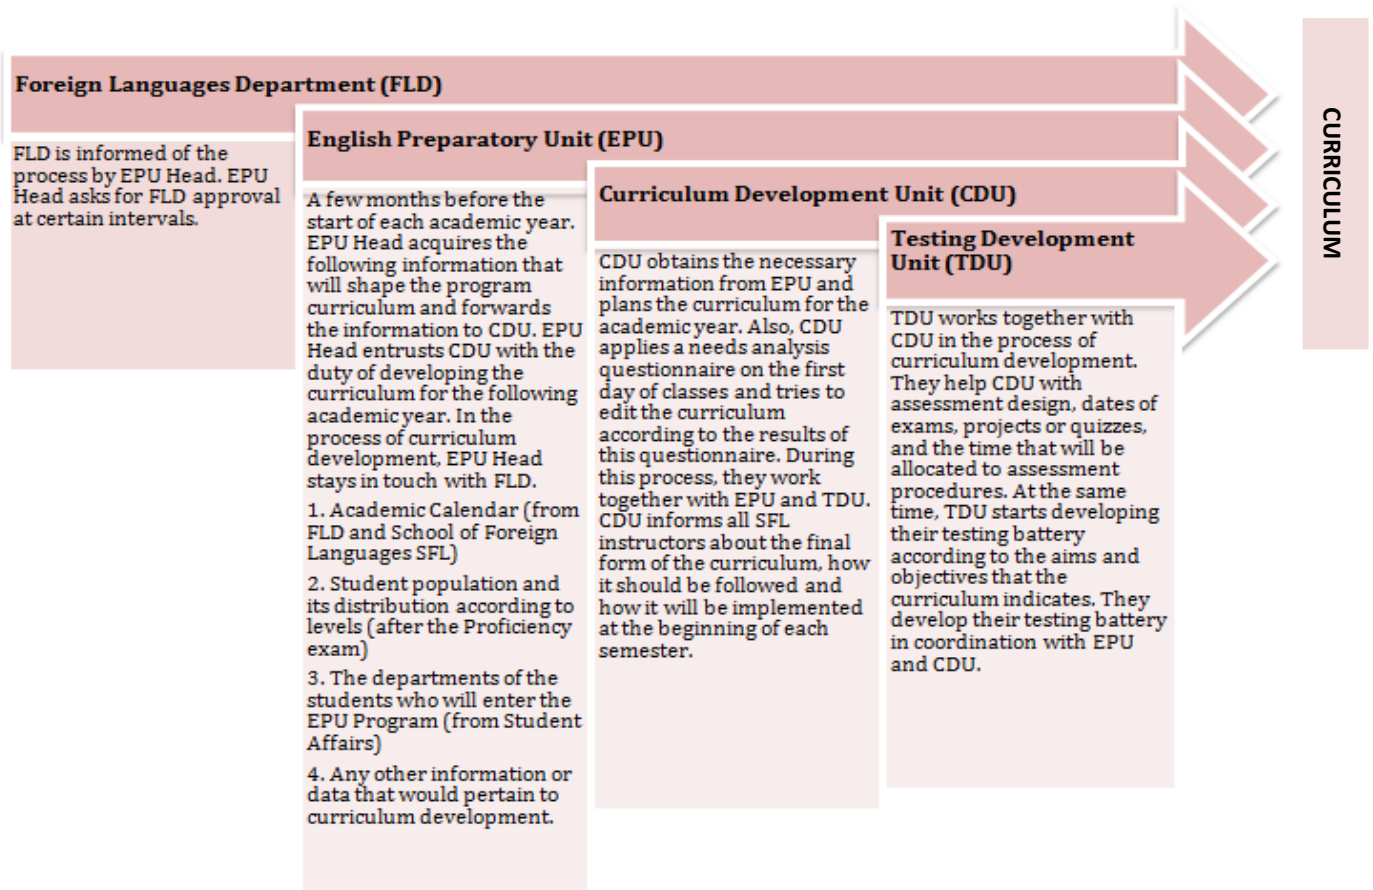 Foreign Languages Department (FLD)
FLD is informed of the
process by EPU Head. EPU
Head asks for FLD approval
at certain intervals.
English Preparatory Unit (EPU)
A few months before the
start of each academic year.
EPU Head acquires the
following information that
will shape the program
curriculum and forwards
the information to CDU. EPU
Head entrusts CDU with the
duty of developing the
curriculum for the following
academic year. In the
process of curriculum
development, EPU Head
stays in touch with FLD.
1. Academic Calendar (from
FLD and School of Foreign
Languages SFL)
2. Student population and
its distribution according to
levels (after the Proficiency
exam)
3. The departments of the
students who will enter the
EPU Program (from Student
Affairs)
4. Any other information or
data that would pertain to
curriculum development.
Curriculum Development Unit (CDU)
CDU obtains the necessary
information from EPU and
plans the curriculum for the
academic year. Also, CDU
applies a needs analysis
questionnaire on the first
day of classes and tries to
edit the curriculum
according to the results of
this questionnaire. During
this process, they work
together with EPU and TDU.
CDU informs all SFL
instructors about the final
form of the curriculum, how
it should be followed and
how it will be implemented
at the beginning of each
semester.
Testing Development
Unit (TDU)
TDU works together with
CDU in the process of
curriculum development.
They help CDU with
assessment design, dates of
exams, projects or quizzes,
and the time that will be
allocated to assessment
procedures. At the same
time, TDU starts developing
their testing battery
according to the aims and
objectives that the
curriculum indicates. They
develop their testing battery
in coordination with EPU
and CDU.
CURRICULUM